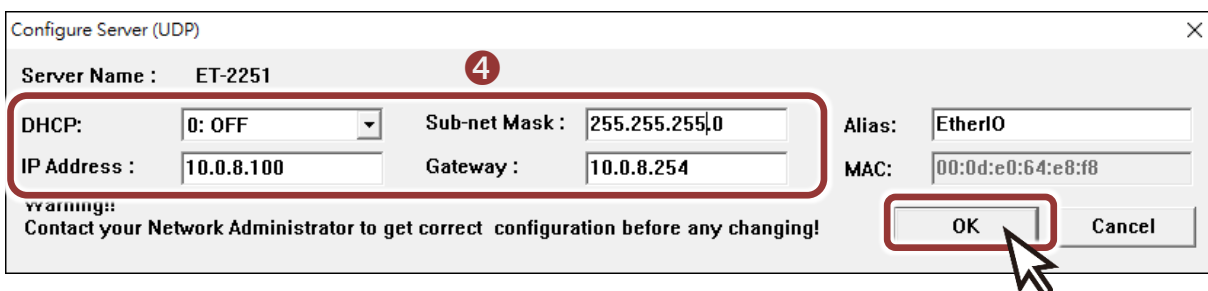 Configure Server (UDP)
Server Name : ET-2251
4
DHCP: 0: OFF Sub-net Mask : 255.255.255.0 Alias: EtherIO
IP Address : 10.0.8.100 Gateway : 10.0.8.254 MAC: 00:0d:e0:64:e8:f8
Warning!!
Contact your Network Administrator to get correct configuration before any changing!
OK Cancel